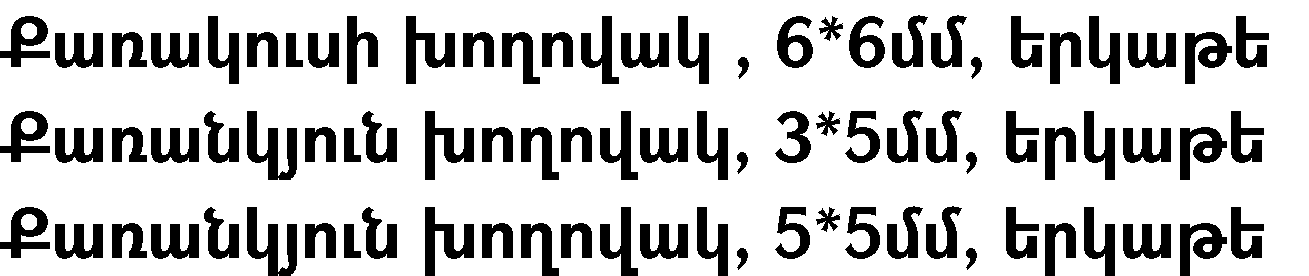 Քառակուսի խողովակ , 6*6մմ, երկաթե
Քառանկյուն խողովակ, 3*5մմ, երկաթե
Քառանկյուն խողովակ, 5*5մմ, երկաթե